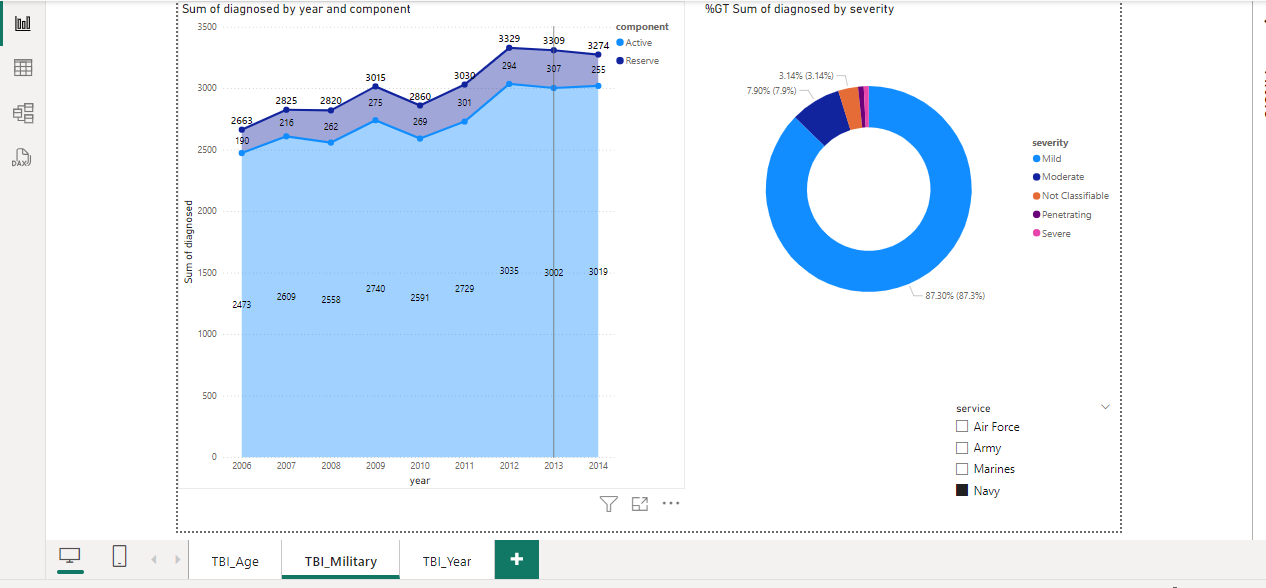 Sum of diagnosed by year and component
component
Active
Reserve
3500
3000
2500
2000
1500
1000
500
0
Sum of diagnosed
2663
2825
2820
3015
2860
3030
3329
3309
3274
190
216
262
275
269
301
294
307
255
2473
2609
2558
2740
2591
2729
3035
3002
3019
2006 2007 2008 2009 2010 2011 2012 2013 2014
year
%GT Sum of diagnosed by severity
3.14% (3.14%)
7.90% (7.9%)
87.30% (87.3%)
severity
Mild
Moderate
Not Classifiable
Penetrating
Severe
service
Air Force
Army
Marines
Navy
DAX
TBI_Age TBI_Military TBI_Year +